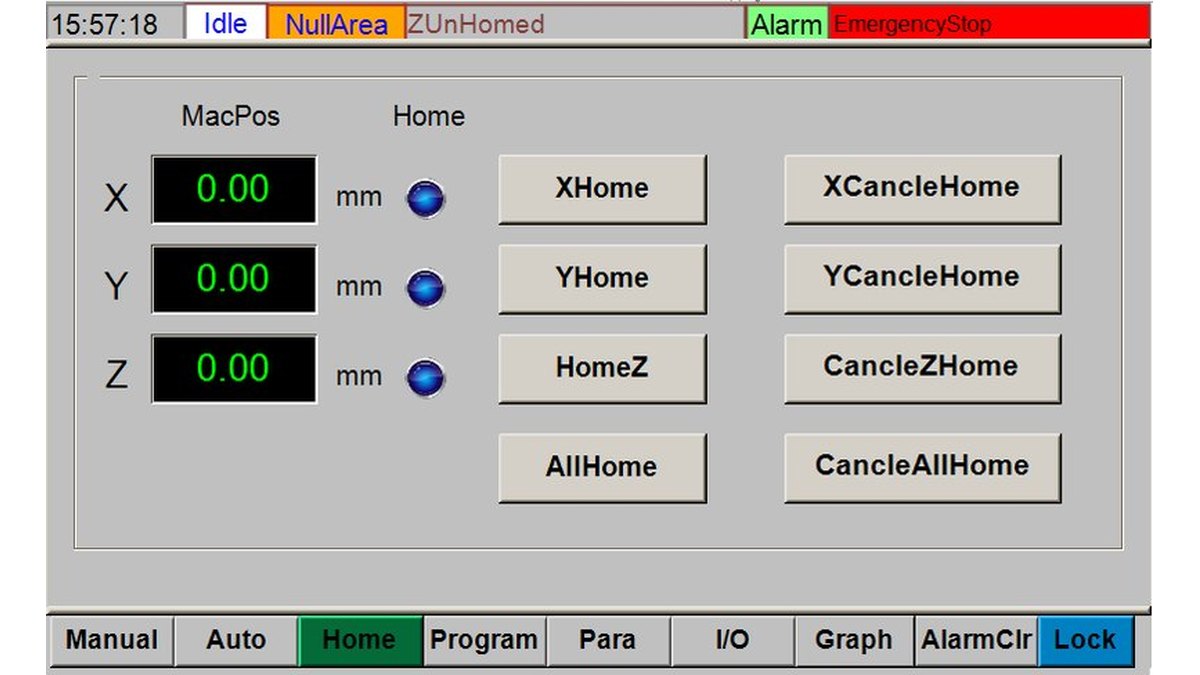 15:57:18 Idle NullArea ZUnHomed Alarm EmergencyStop
MacPos Home
X 0.00 mm XHome XCancleHome
Y 0.00 mm YHome YCancleHome
Z 0.00 mm HomeZ CancleZHome
AllHome CancleAllHome
Manual Auto Home Program Para I/O Graph AlarmClr Lock